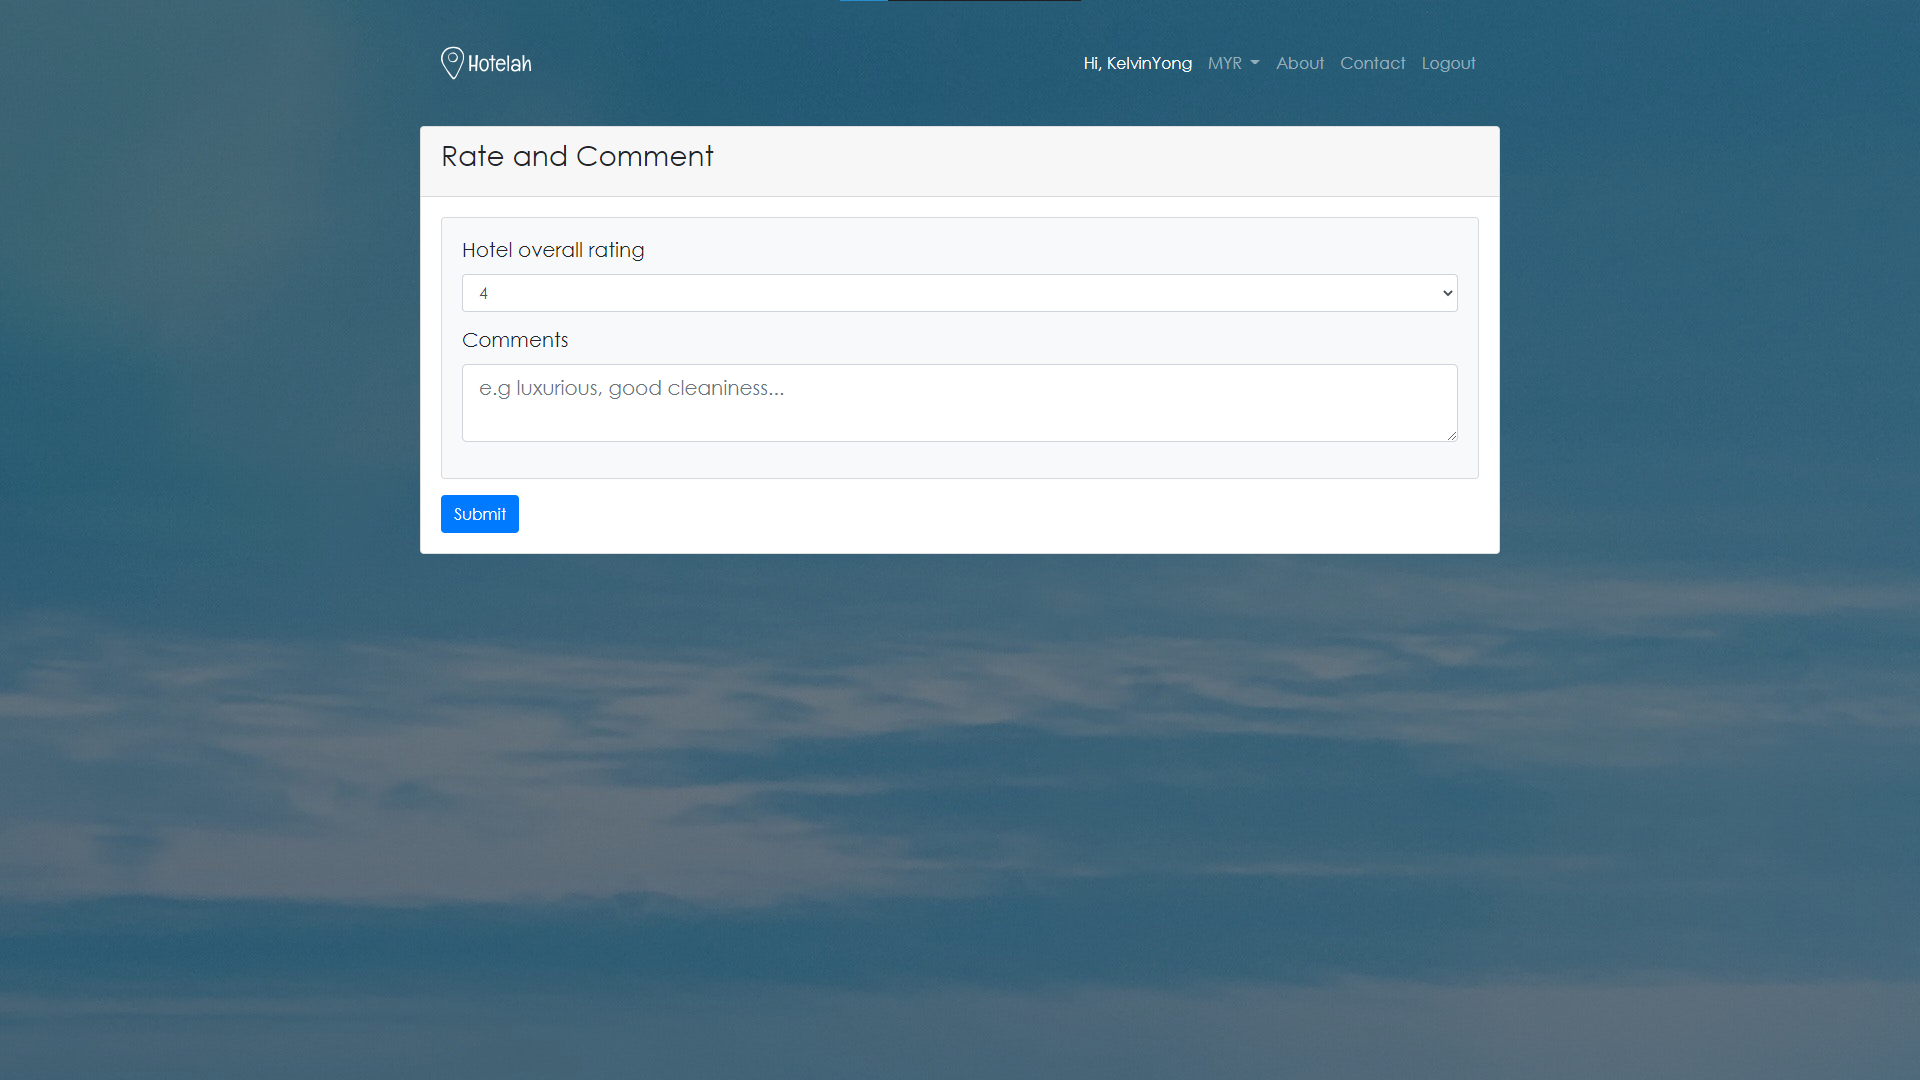 Hotelah
Hi, KelvinYong MYR About Contact Logout
Rate and Comment
Hotel overall rating
4
Comments
e.g luxurious, good cleaniness...
Submit